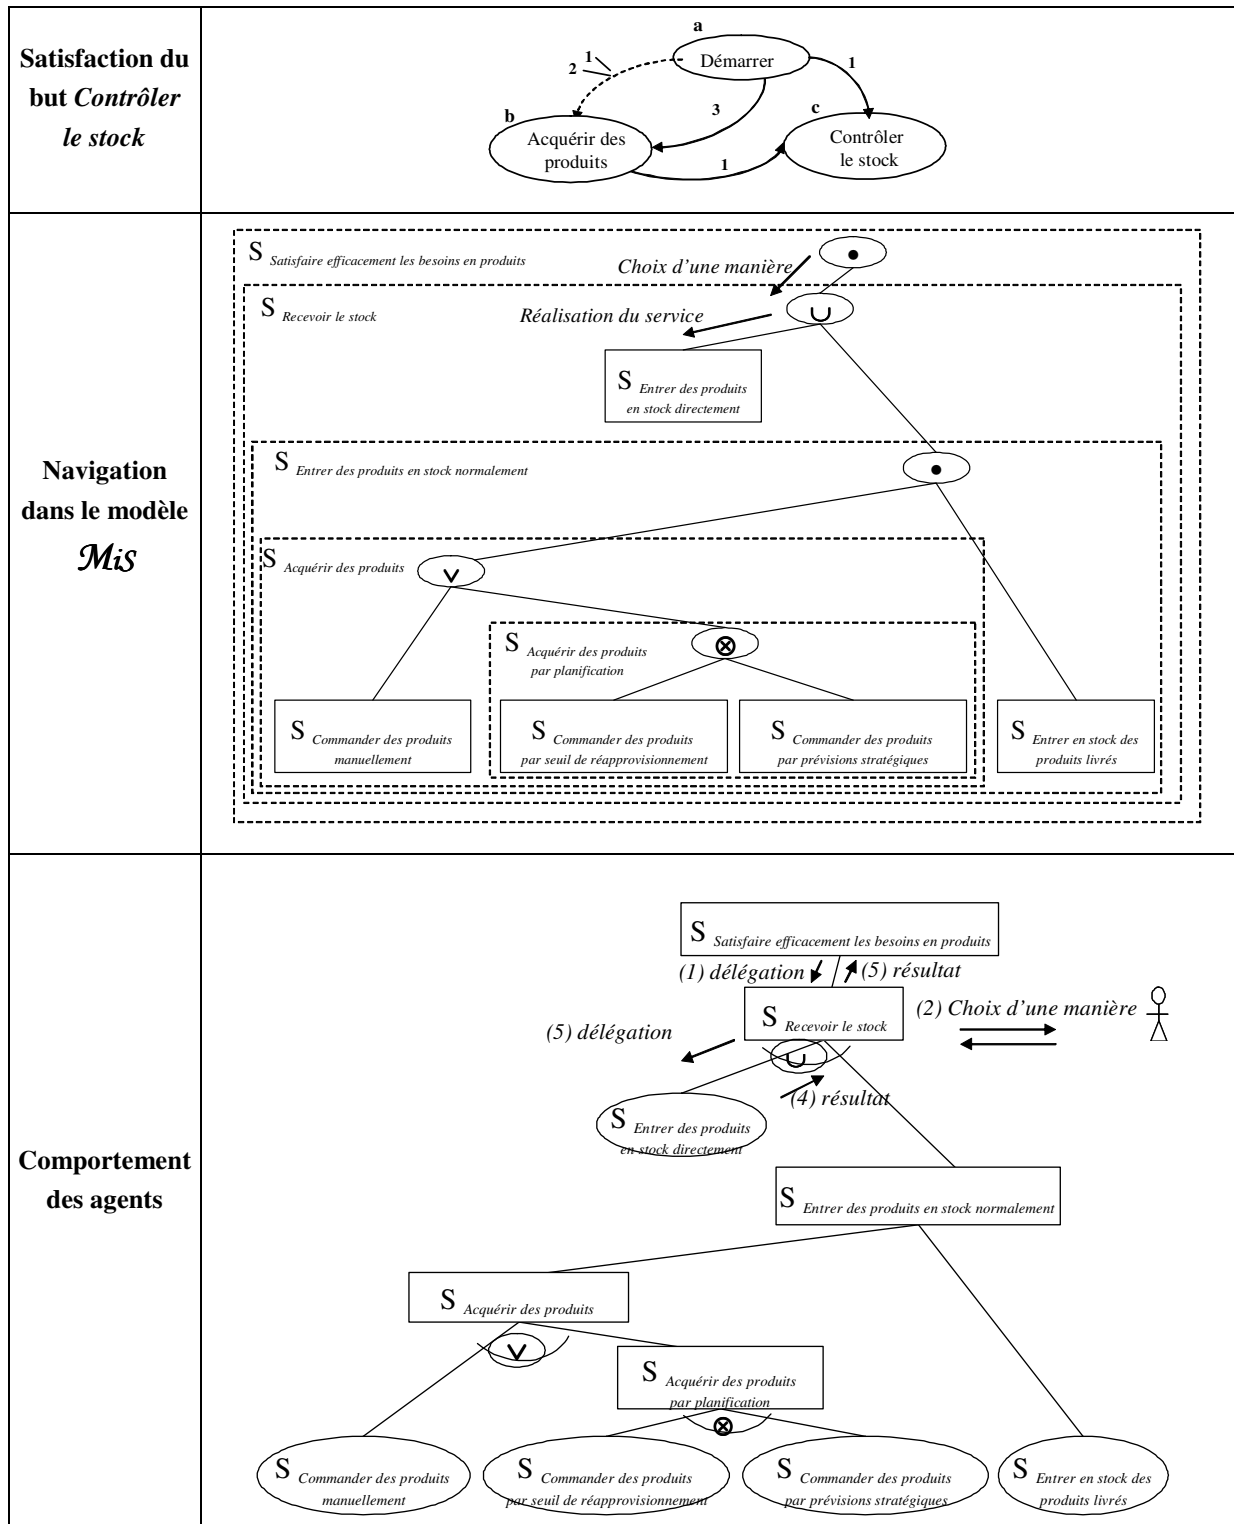 Satisfaction du
but Contrôler
le stock
a
Démarrer
1
2
1
3
b
c
Acquérir des
produits
Contrôler
le stock
1
Navigation
dans le modèle
MiS
S Satisfaire efficacement les besoins en produits
Choix d'une manière
S Recevoir le stock
Réalisation du service
S Entrer des produits
en stock directement
S Entrer des produits en stock normalement
S Acquérir des produits
S Acquérir des produits
par planification
S Commander des produits
manuellement
S Commander des produits
par seuil de réapprovisionnement
S Commander des produits
par prévisions stratégiques
S Entrer en stock des
produits livrés
Comportement
des agents
S Satisfaire efficacement les besoins en produits
(1) délégation
(5) résultat
S Recevoir le stock
(2) Choix d'une manière
(5) délégation
(4) résultat
S Entrer des produits
en stock directement
S Entrer des produits en stock normalement
S Acquérir des produits
S Acquérir des produits
par planification
S Commander des produits
manuellement
S Commander des produits
par seuil de réapprovisionnement
S Commander des produits
par prévisions stratégiques
S Entrer en stock des
produits livrés